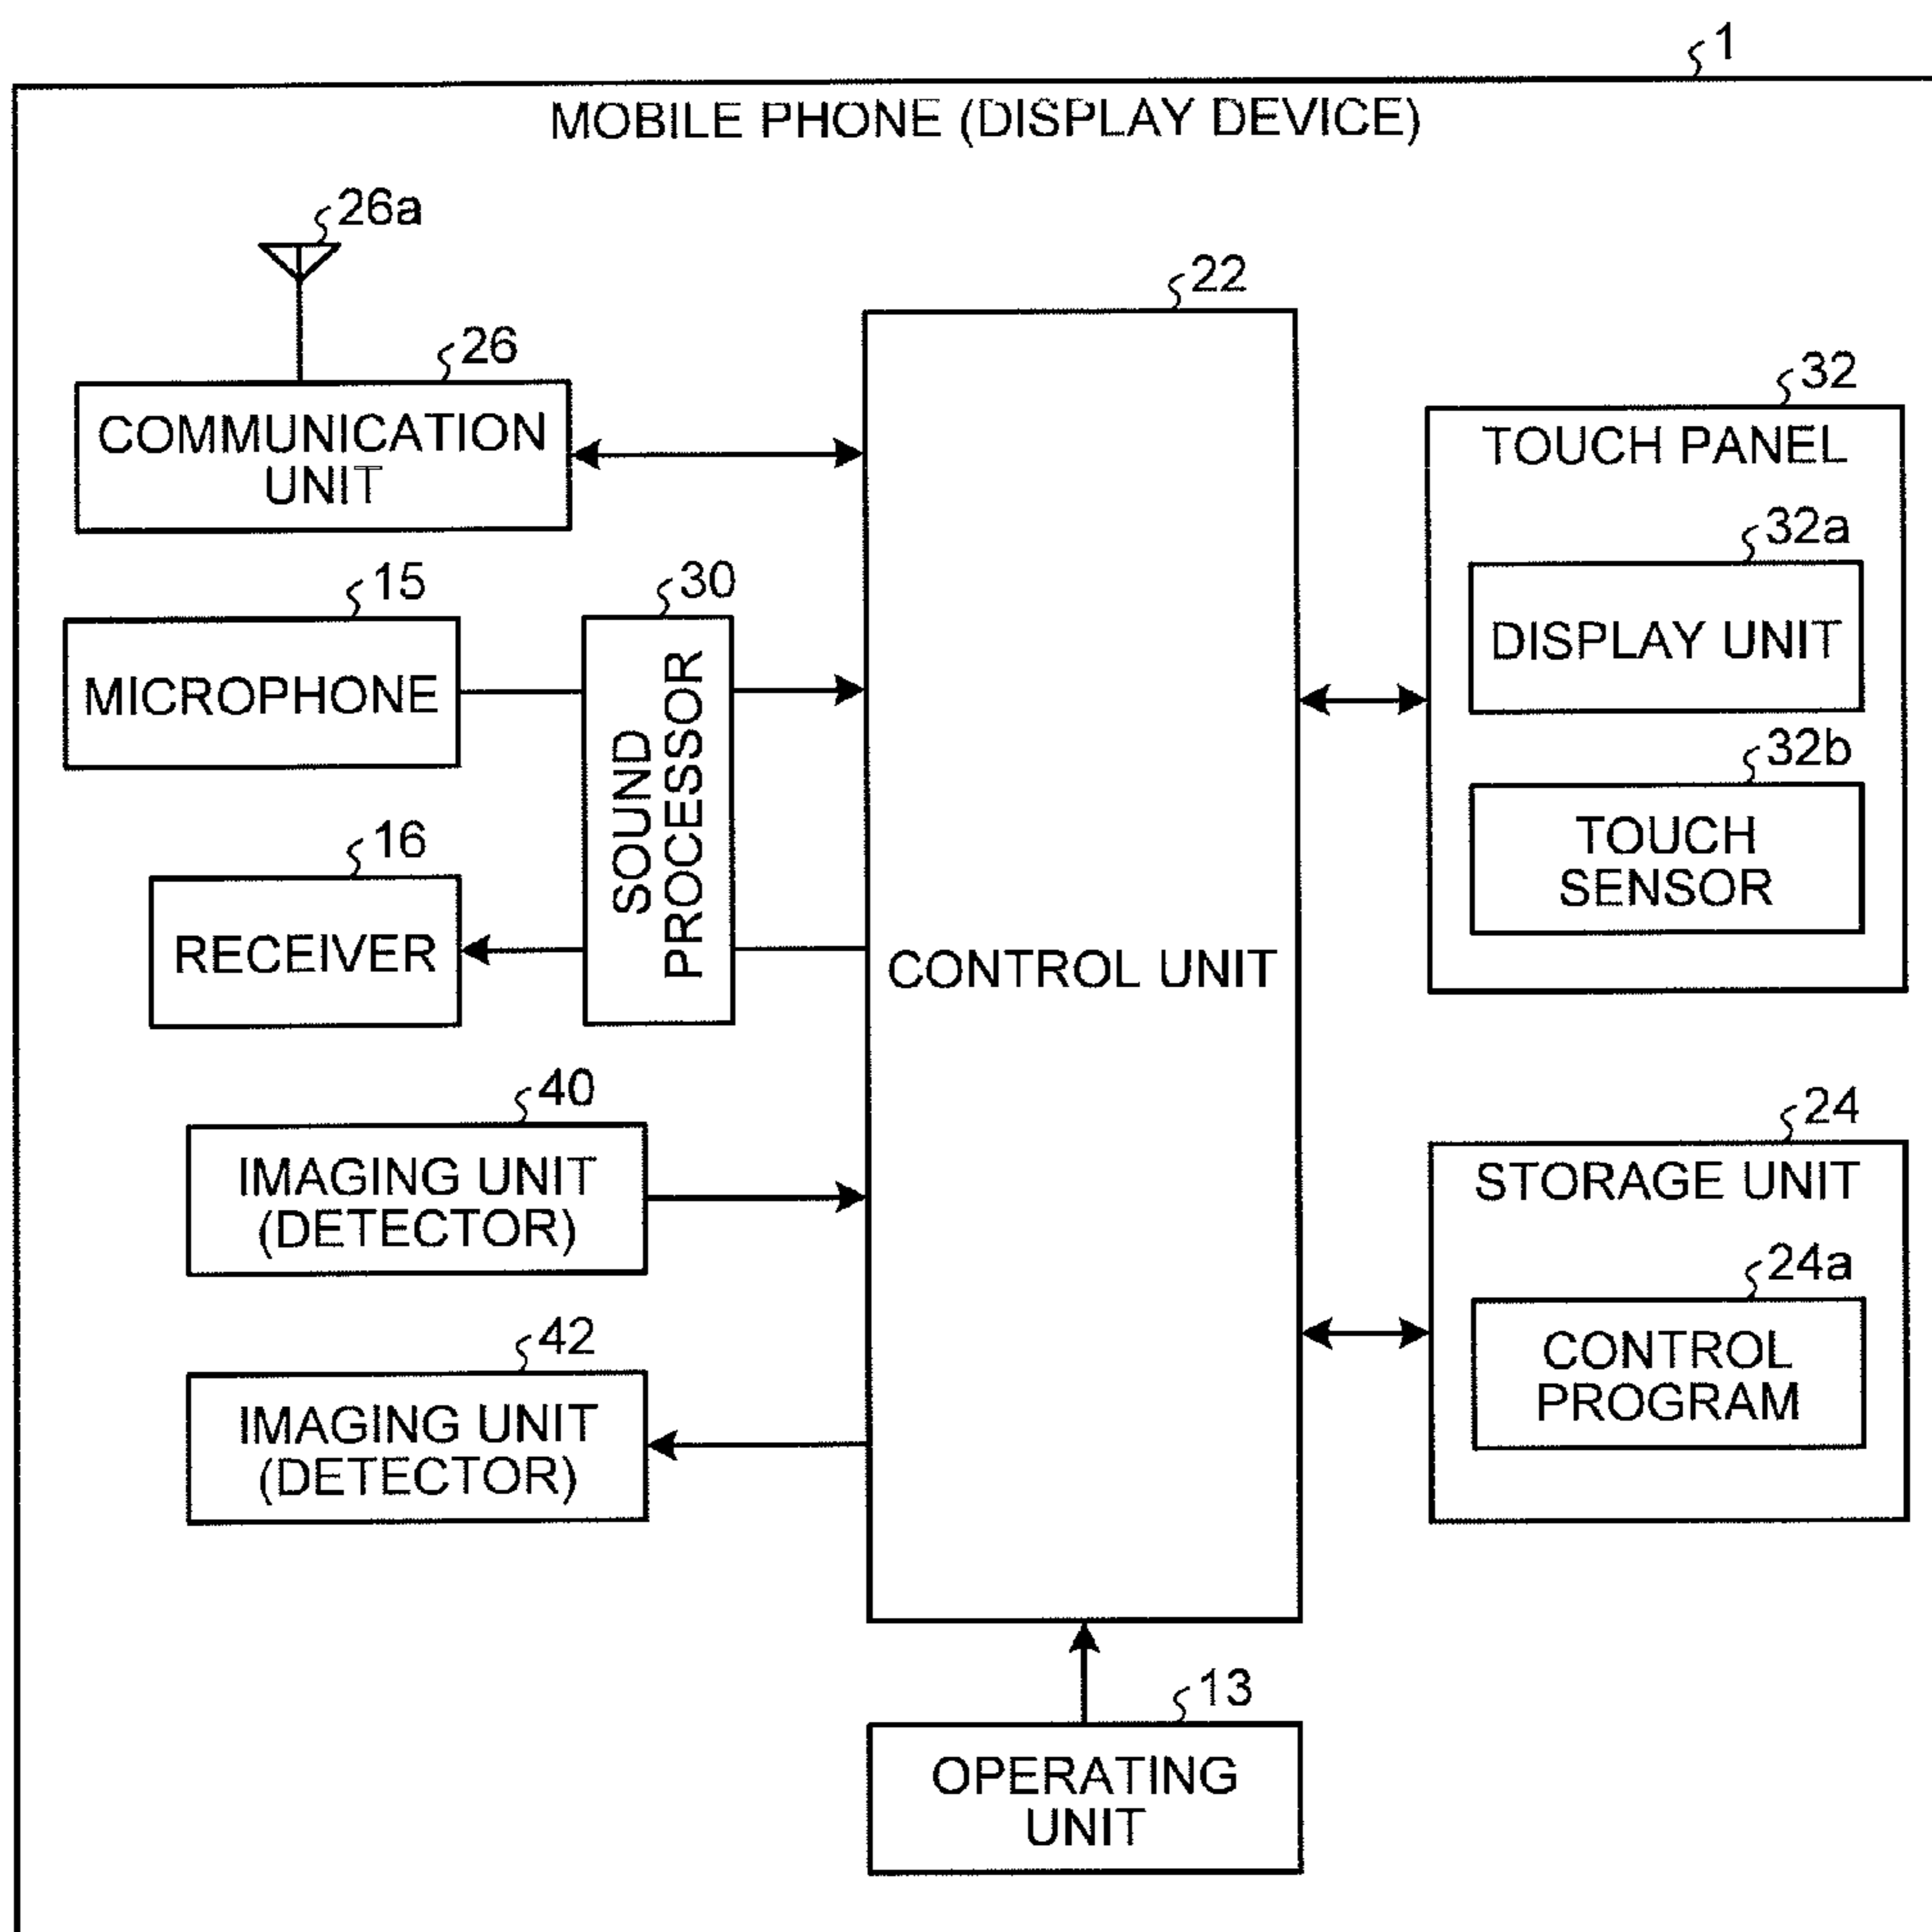 1
MOBILE PHONE (DISPLAY DEVICE)
26a
22
26
COMMUNICATION
UNIT
32
TOUCH PANEL
32a
DISPLAY UNIT
32b
TOUCH
SENSOR
15
MICROPHONE
30
SOUND
PROCESSOR
16
RECEIVER
CONTROL UNIT
40
IMAGING UNIT
(DETECTOR)
24
STORAGE UNIT
24a
CONTROL
PROGRAM
42
IMAGING UNIT
(DETECTOR)
13
OPERATING
UNIT